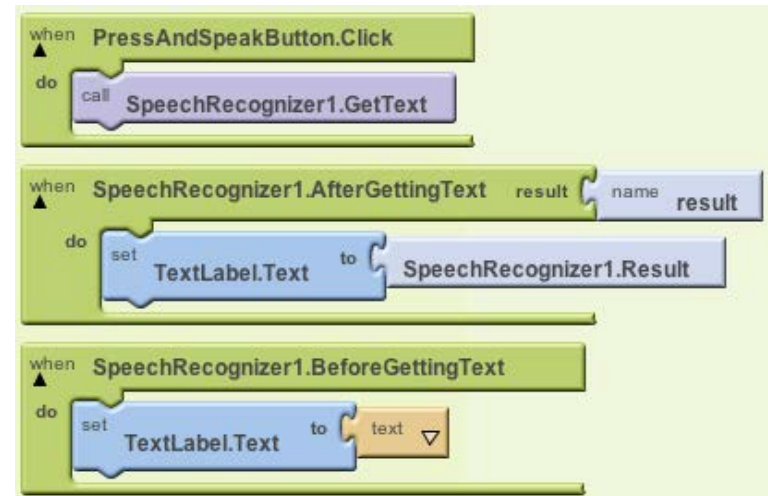 when PressAndSpeakButton.Click
do call SpeechRecognizer1.GetText
when SpeechRecognizer1.AfterGettingText result name result
do set TextLabel.Text to SpeechRecognizer1.Result
when SpeechRecognizer1.BeforeGettingText
do set TextLabel.Text to text